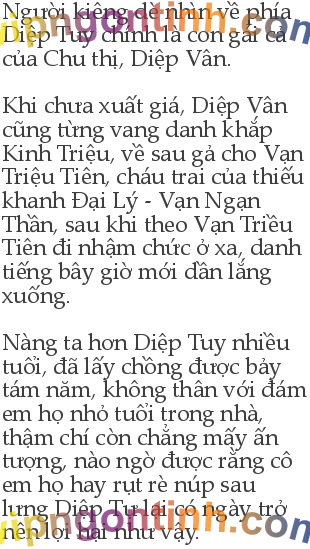 Người kiêng dè nhìn về phía
Diệp Tuy chính là con gái cả
của Chu thị, Diệp Vân.
Khi chưa xuất giá, Diệp Vân
cũng từng vang danh khắp
Kinh Triệu, về sau gả cho Vạn
Triệu Tiên, cháu trai của thiếu
khanh Đại Lý - Vạn Ngạn
Thần, sau khi theo Vạn Triều
Tiên đi nhậm chức ở xa, danh
tiếng bây giờ mới dần lắng
xuống.
Nàng ta hơn Diệp Tuy nhiều
tuổi, đã lấy chồng được bảy
tám năm, không thân với đám
em họ nhỏ tuổi trong nhà,
thậm chí còn chẳng mấy ấn
tượng, nào ngờ được rằng cô
em họ hay rụt rè núp sau
lưng Diệp Tự lại có ngày trở
nên lợi hại như vậy.
vipngontinh.com
vipngontinh.com